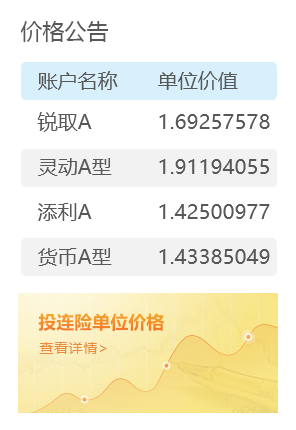 价格公告
账户名称 单位价值
锐取A 1.69257578
灵动A型 1.91194055
添利A 1.42500977
货币A型 1.43385049
投连险单位价格
查看详情>